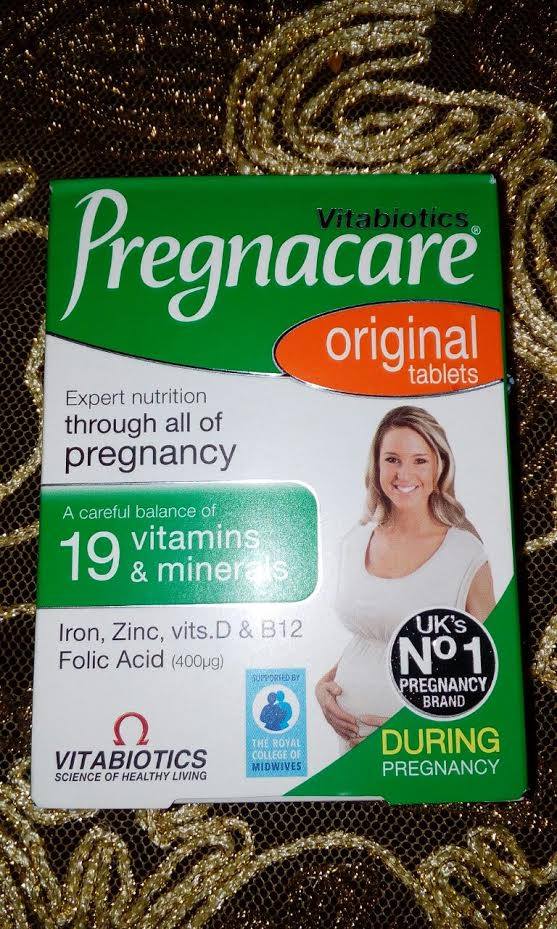 Vitabiotics
Pregnacare®
original
tablets
Expert nutrition
through all of
pregnancy
A careful balance of
19 vitamins
& minerals
Iron, Zinc, vits.D & B12
Folic Acid (400µg)
SUPPORTED BY
THE ROYAL
COLLEGE OF
MIDWIVES
VITABIOTICS
SCIENCE OF HEALTHY LIVING
UK's
No 1
PREGNANCY
BRAND
DURING
PREGNANCY